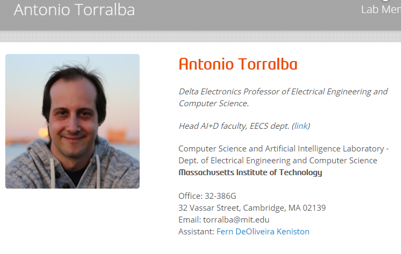 Antonio Torralba
Lab Mem
Antonio Torralba
Delta Electronics Professor of Electrical Engineering and
Computer Science.
Head AI+D faculty, EECS dept. (link)
Computer Science and Artificial Intelligence Laboratory -
Dept. of Electrical Engineering and Computer Science
Massachusetts Institute of Technology
Office: 32-386G
32 Vassar Street, Cambridge, MA 02139
Email: torralba@mit.edu
Assistant: Fern DeOliveira Keniston